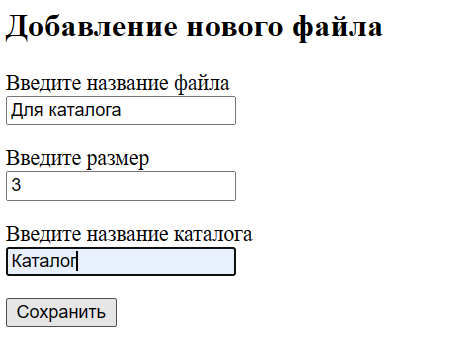 Добавление нового файла
Введите название файла
Для каталога
Введите размер
3
Введите название каталога
Каталог
Сохранить